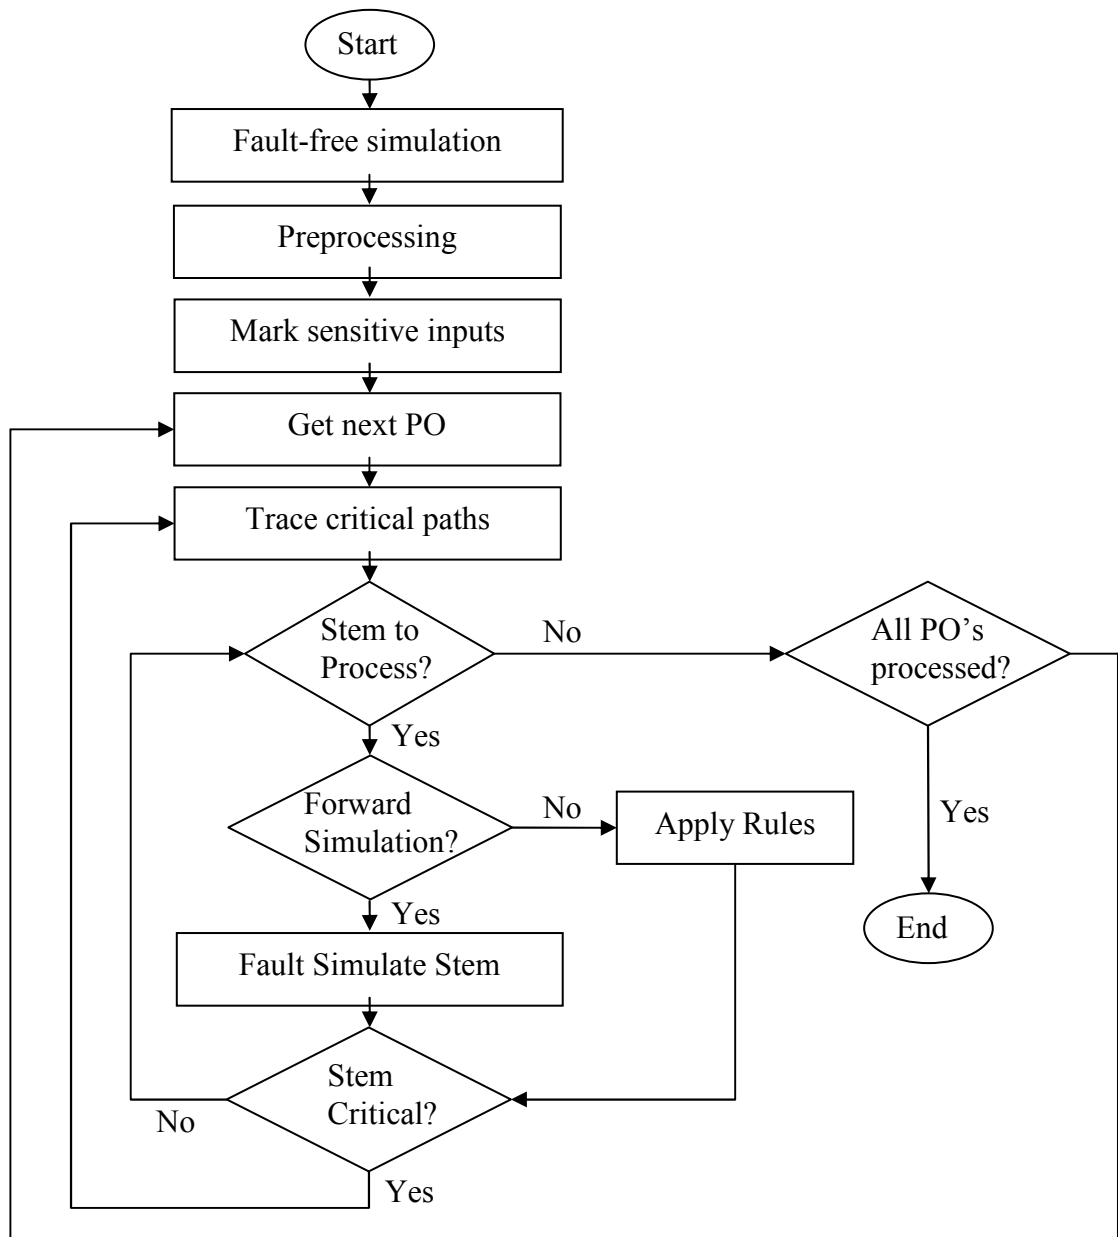 Start
Fault-free simulation
Preprocessing
Mark sensitive inputs
Get next PO
Trace critical paths
Stem to
Process?
No
All PO’s
processed?
Yes
Forward
Simulation?
No
Apply Rules
Yes
Yes
End
Fault Simulate Stem
Stem
Critical?
No
Yes